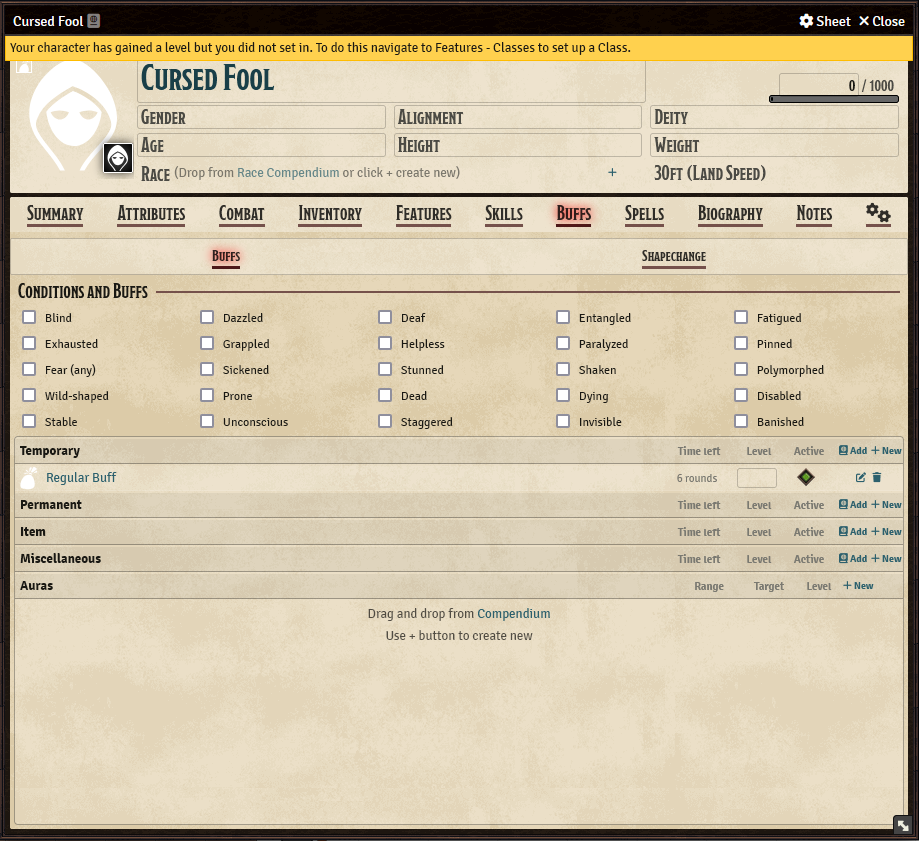 Cursed Fool Sheet Close
Your character has gained a level but you did not set in. To do this navigate to Features - Classes to set up a Class.
Cursed Fool
0 / 1000
Gender Alignment Deity
Age Height Weight
Race (Drop from Race Compendium or click + create new) + 30ft (Land Speed)
Summary Attributes Combat Inventory Features Skills Buffs Spells Biography Notes
Buffs Shapechange
Conditions and Buffs
Blind Dazzled Deaf Entangled Fatigued
Exhausted Grappled Helpless Paralyzed Pinned
Fear (any) Sickened Stunned Shaken Polymorphed
Wild-shaped Prone Dead Dying Disabled
Stable Unconscious Staggered Invisible Banished
Temporary Time left Level Active Add + New
Regular Buff 6 rounds
Permanent Time left Level Active Add + New
Item Time left Level Active Add + New
Miscellaneous Time left Level Active Add + New
Auras Range Target Level + New
Drag and drop from Compendium
Use + button to create new